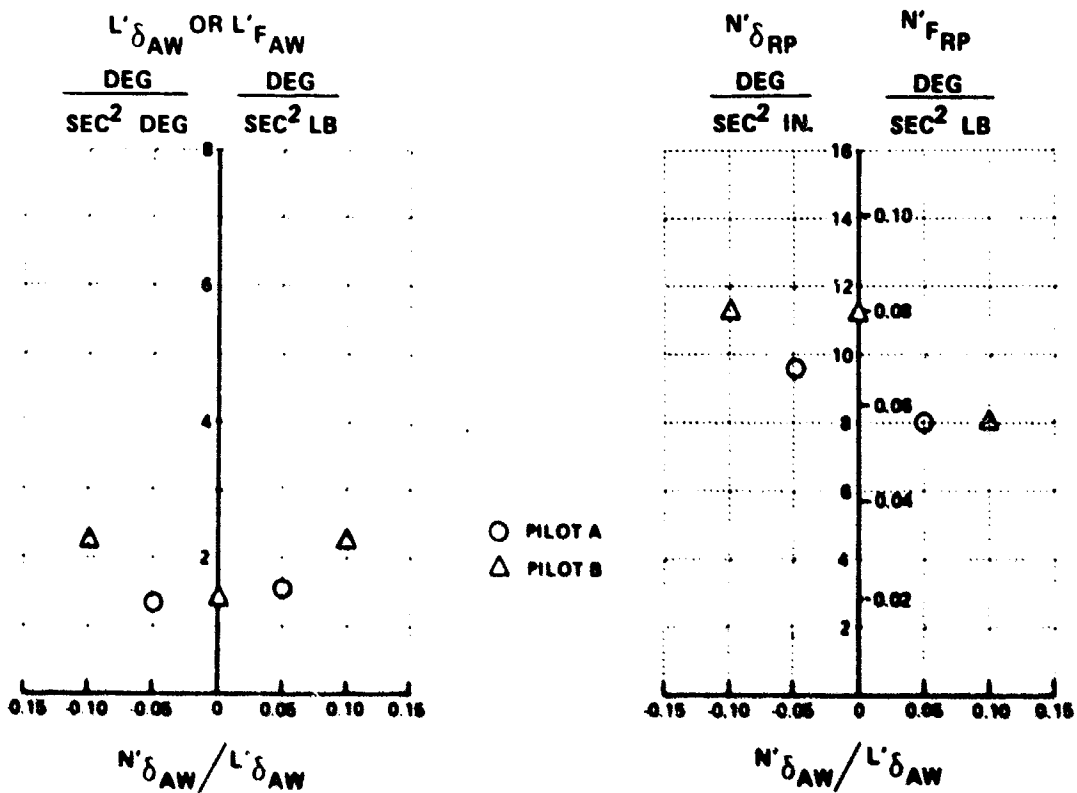 L'δAW OR L'FAW
DEG DEG
SEC² DEG SEC² LB
8
6
4
2
-0.15 -0.10 -0.05 0 0.05 0.10 0.15
N'δAW/L'δAW
○ PILOT A
△ PILOT B
N'δRP N'FRP
DEG DEG
SEC² IN. SEC² LB
16
14 0.10
12
0.08
10
0.06
8
6
0.04
4
0.02
2
-0.15 -0.10 -0.05 0 0.05 0.10 0.15
N'δAW/L'δAW